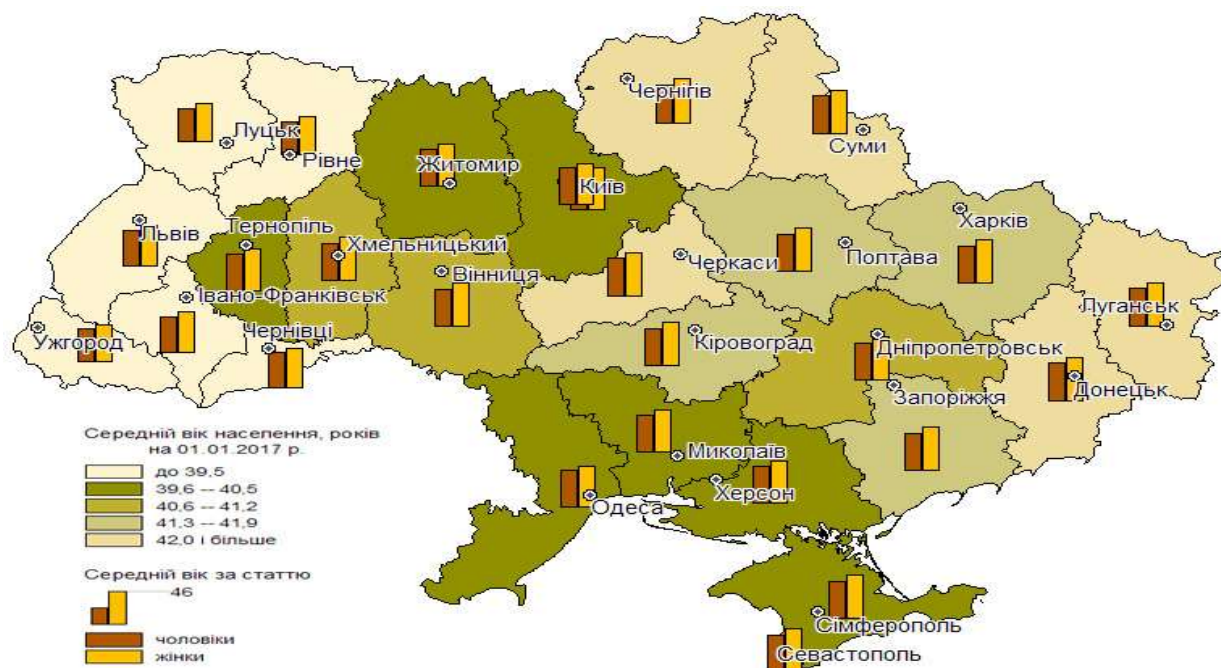 Чернігів
Суми
Луцьк
Рівне
Житомир
Київ
Харків
Львів
Тернопіль
Хмельницький
Вінниця
Черкаси
Полтава
Івано-Франківськ
Луганськ
Ужгород
Чернівці
Кіровоград
Дніпропетровськ
Донецьк
Запоріжжя
Миколаїв
Херсон
Одеса
Сімферополь
Севастополь
Середній вік населення, років
на 01.01.2017 р.
до 39,5
39,6 -- 40,5
40,6 -- 41,2
41,3 -- 41,9
42,0 і більше
Середній вік за статтю
46
чоловіки
жінки